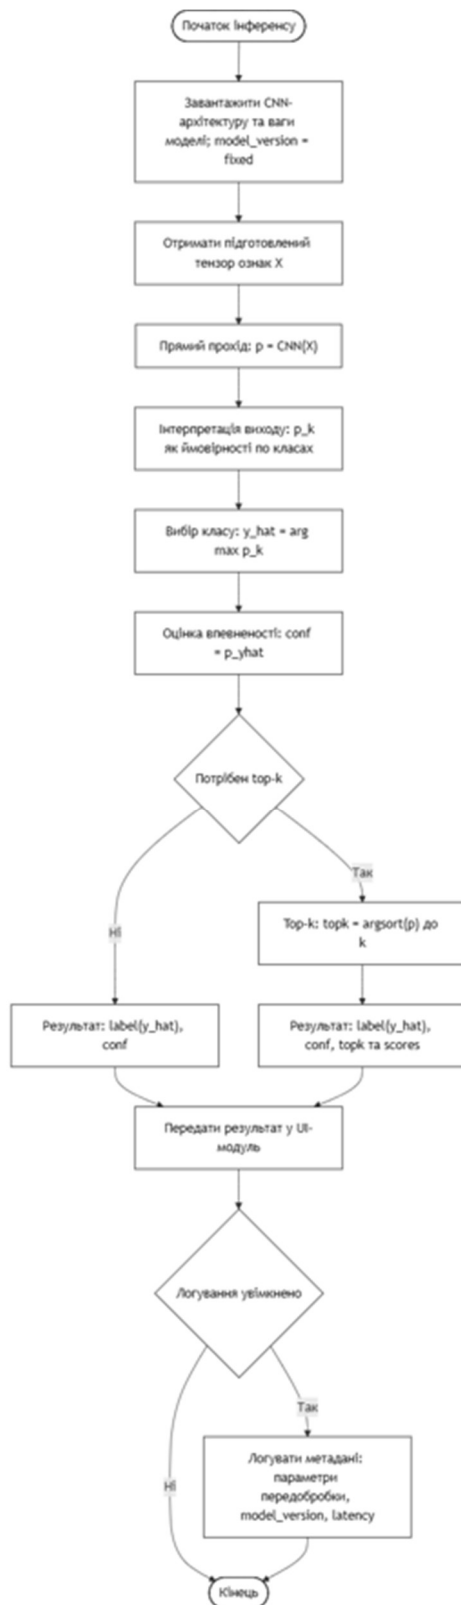 Початок інференсу
Завантажити CNN-
архітектуру та ваги
моделі; model_version =
fixed
Отримати підготовлений
тензор ознак X
Прямий прохід: p = CNN(X)
Інтерпретація виходу: p_k
як ймовірності по класах
Вибір класу: y_hat = arg
max p_k
Оцінка впевненості: conf
= p_yhat
Потрібен top-k
Так
Top-k: topk = argsort(p) до
k
Ні
Результат: label(y_hat),
conf
Результат: label(y_hat),
conf, topk та scores
Передати результат у UI-
модуль
Логування увімкнено
Так
Логувати метадані:
параметри
передобробки,
model_version, latency
Ні
Кінець